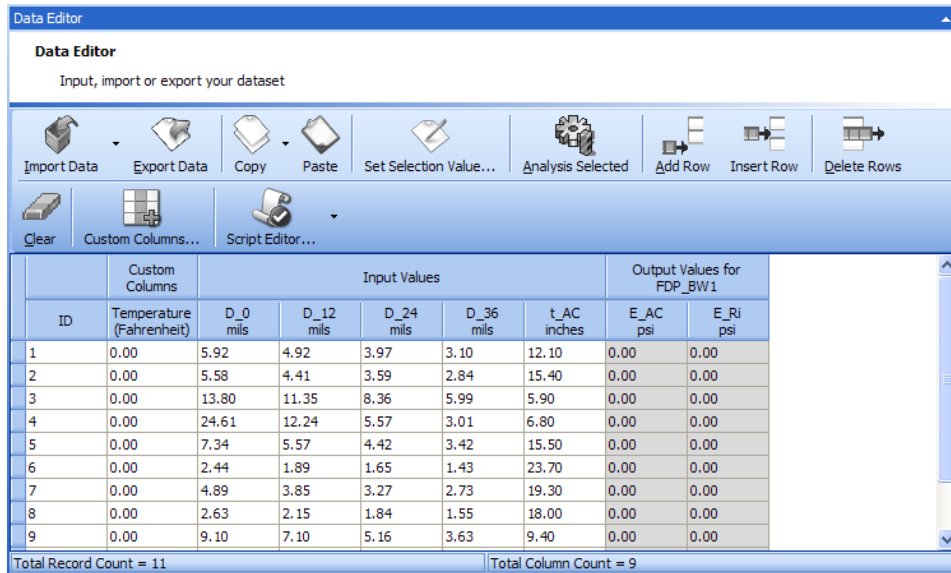 Data Editor
Data Editor
Input, import or export your dataset
Import Data Export Data Copy Paste Set Selection Value... Analysis Selected Add Row Insert Row Delete Rows
Clear Custom Columns... Script Editor...
Custom Columns Input Values Output Values for FDP_BW1
ID Temperature (Fahrenheit) D_0 mils D_12 mils D_24 mils D_36 mils t_AC inches E_AC psi E_Ri psi
1 0.00 5.92 4.92 3.97 3.10 12.10 0.00 0.00
2 0.00 5.58 4.41 3.59 2.84 15.40 0.00 0.00
3 0.00 13.80 11.35 8.36 5.99 5.90 0.00 0.00
4 0.00 24.61 12.24 5.57 3.01 6.80 0.00 0.00
5 0.00 7.34 5.57 4.42 3.42 15.50 0.00 0.00
6 0.00 2.44 1.89 1.65 1.43 23.70 0.00 0.00
7 0.00 4.89 3.85 3.27 2.73 19.30 0.00 0.00
8 0.00 2.63 2.15 1.84 1.55 18.00 0.00 0.00
9 0.00 9.10 7.10 5.16 3.63 9.40 0.00 0.00
Total Record Count = 11 Total Column Count = 9